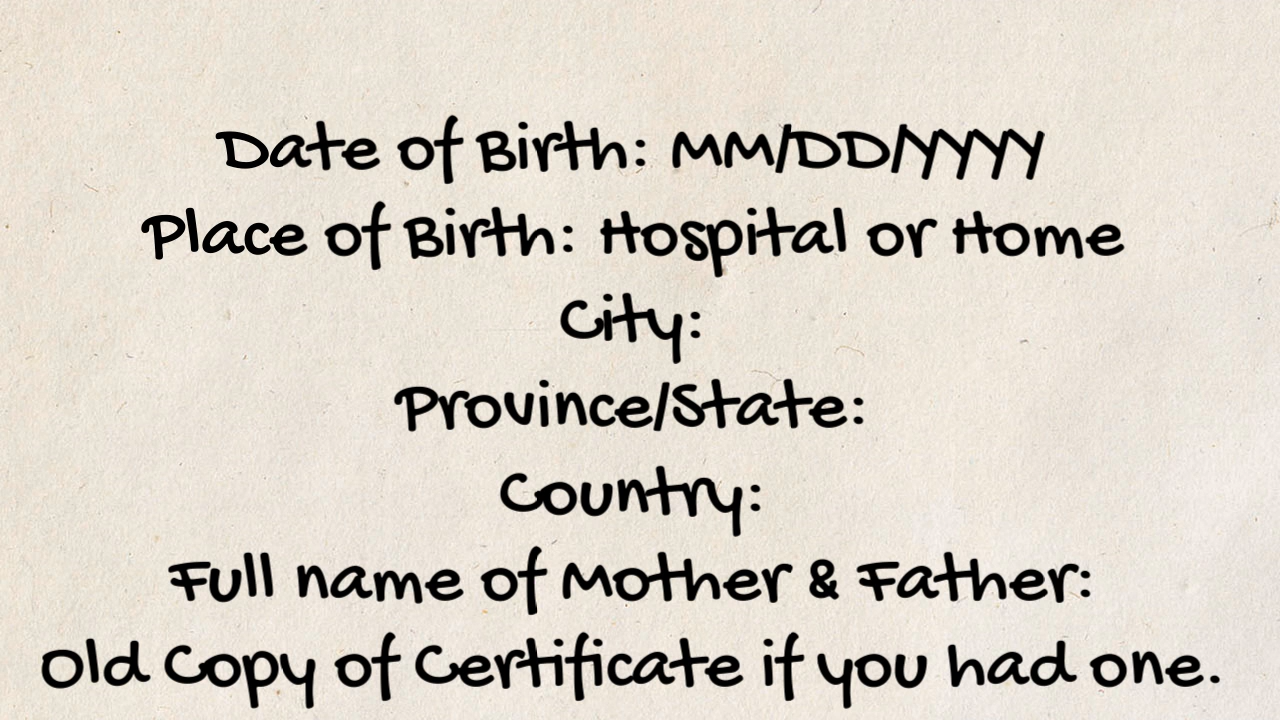 Date of Birth: MM/DD/YYYY
Place of Birth: Hospital or Home
City:
Province/State:
Country:
Full name of Mother & Father:
Old Copy of Certificate if you had one.